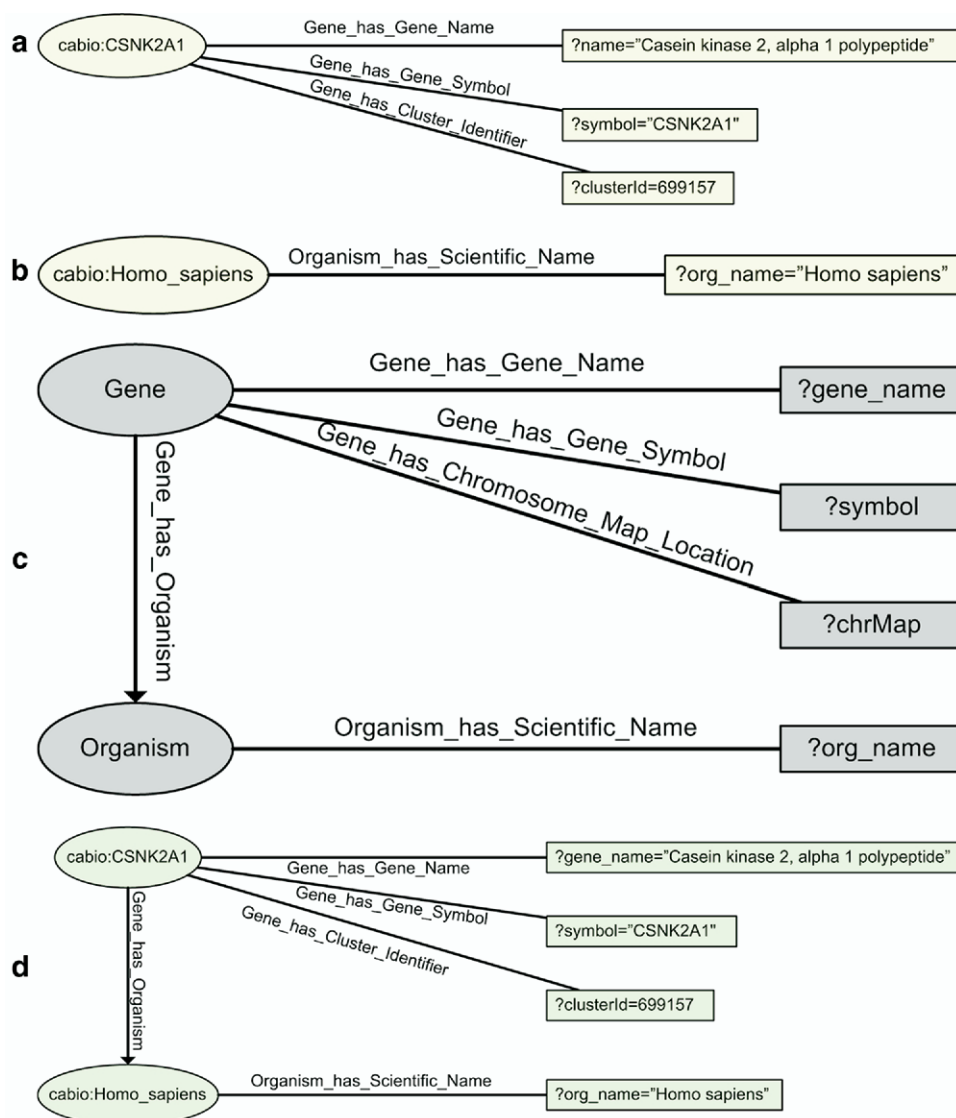 a
cabio:CSNK2A1
Gene_has_Gene_Name
?name="Casein kinase 2, alpha 1 polypeptide”
Gene_has_Gene_Symbol
?symbol="CSNK2A1"
Gene_has_Cluster_Identifier
?clusterId=699157
b
cabio:Homo_sapiens
Organism_has_Scientific_Name
?org_name=”Homo sapiens”
c
Gene
Gene_has_Gene_Name
?gene_name
Gene_has_Gene_Symbol
?symbol
Gene_has_Chromosome_Map_Location
?chrMap
Gene_has_Organism
Organism
Organism_has_Scientific_Name
?org_name
d
cabio:CSNK2A1
Gene_has_Gene_Name
?gene_name="Casein kinase 2, alpha 1 polypeptide”
Gene_has_Gene_Symbol
?symbol="CSNK2A1"
Gene_has_Cluster_Identifier
?clusterId=699157
Gene_has_Organism
cabio:Homo_sapiens
Organism_has_Scientific_Name
?org_name="Homo sapiens”